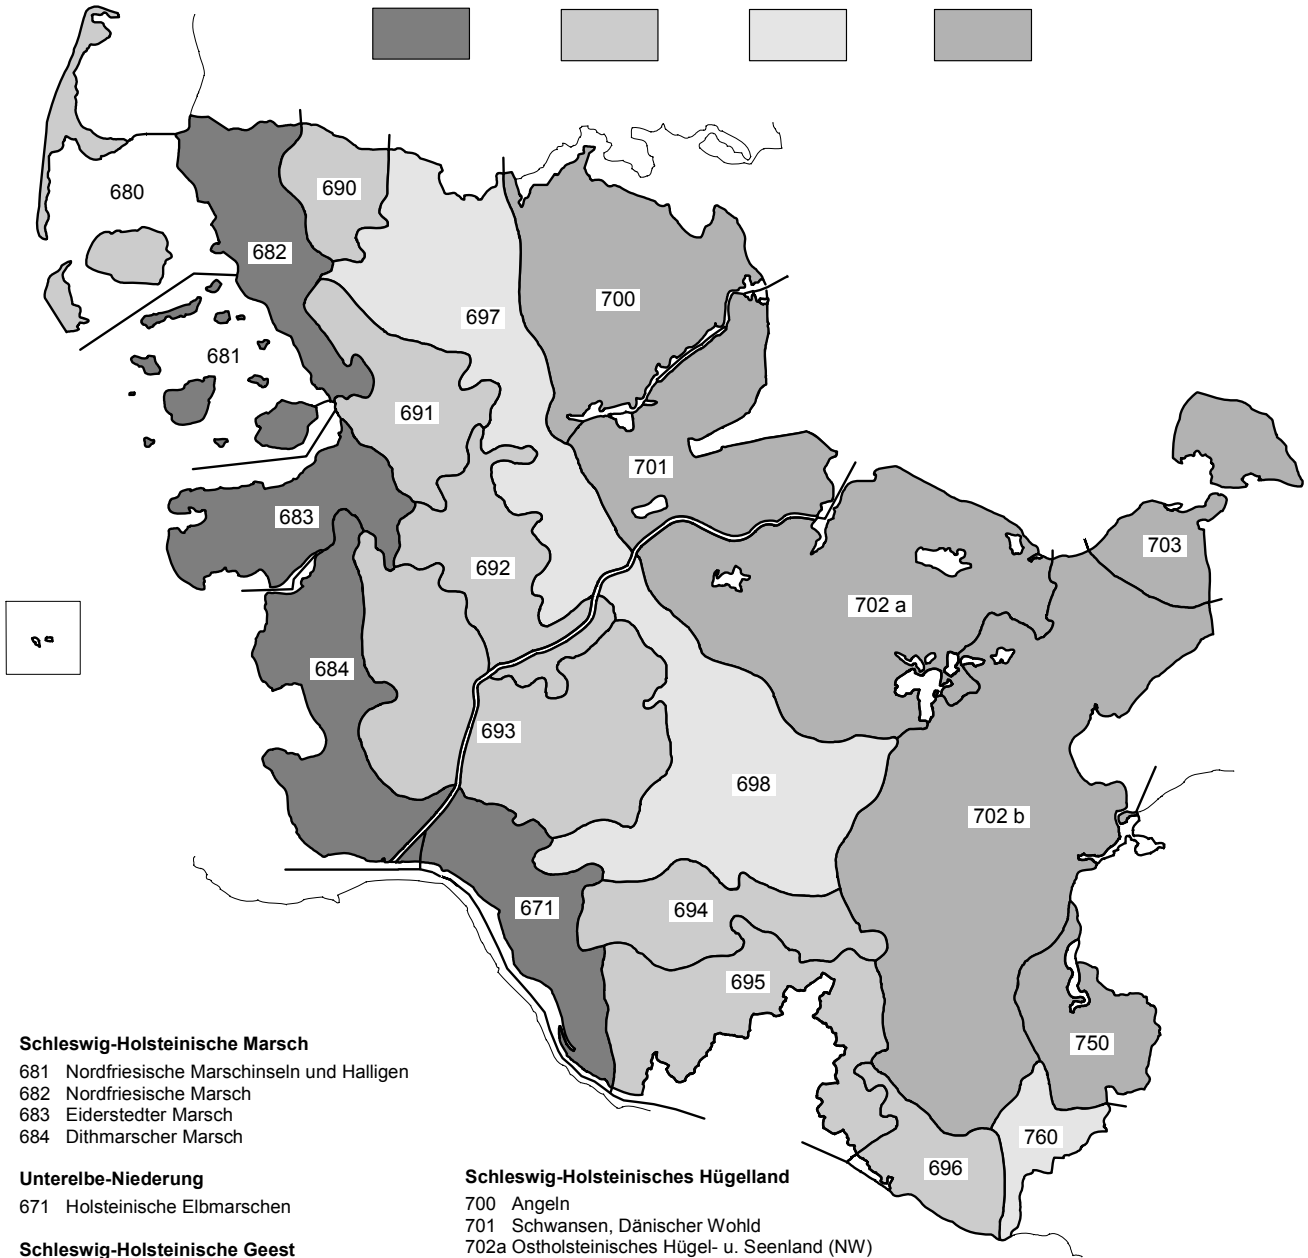 680
690
682
700
697
681
691
701
683
703
692
702 a
684
693
698
702 b
671
694
695
750
760
696
Schleswig-Holsteinische Marsch
681 Nordfriesische Marschinseln und Halligen
682 Nordfriesische Marsch
683 Eiderstedter Marsch
684 Dithmarscher Marsch
Unterelbe-Niederung
671 Holsteinische Elbmarschen
Schleswig-Holsteinische Geest
Schleswig-Holsteinisches Hügelland
700 Angeln
701 Schwansen, Dänischer Wohld
702a Ostholsteinisches Hügel- u. Seenland (NW)